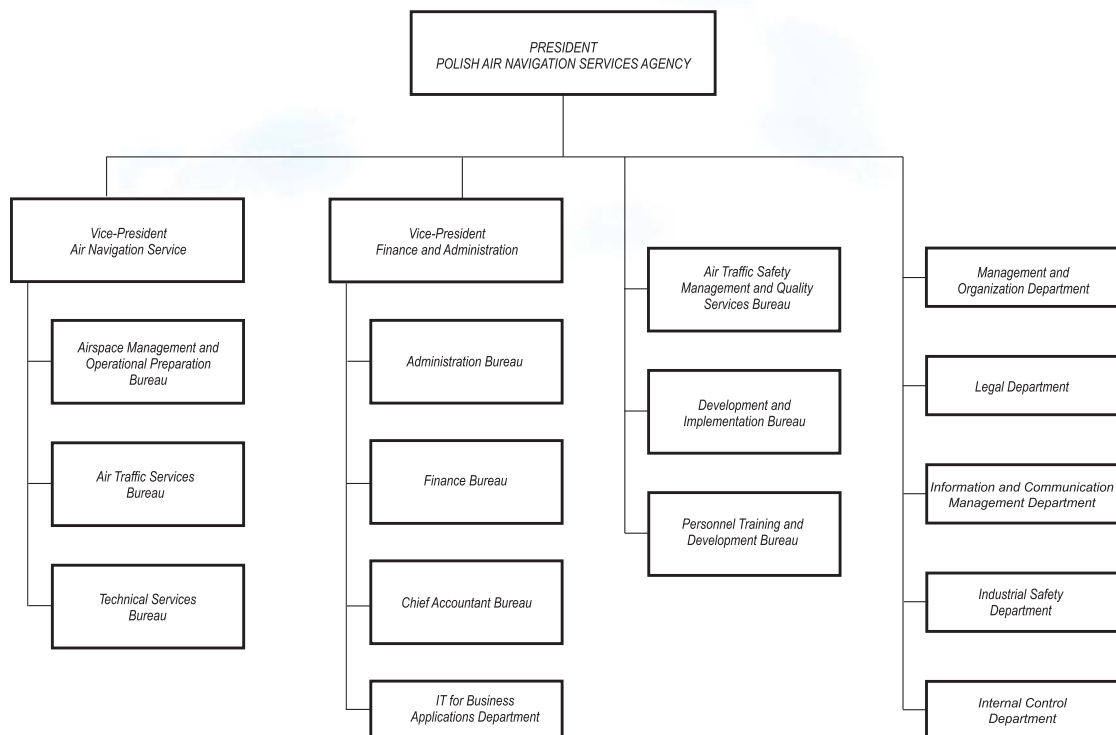 PRESIDENT
POLISH AIR NAVIGATION SERVICES AGENCY
Vice-President
Air Navigation Service
Airspace Management and
Operational Preparation
Bureau
Air Traffic Services
Bureau
Technical Services
Bureau
Vice-President
Finance and Administration
Administration Bureau
Finance Bureau
Chief Accountant Bureau
IT for Business
Applications Department
Air Traffic Safety
Management and Quality
Services Bureau
Development and
Implementation Bureau
Personnel Training and
Development Bureau
Management and
Organization Department
Legal Department
Information and Communication
Management Department
Industrial Safety
Department
Internal Control
Department